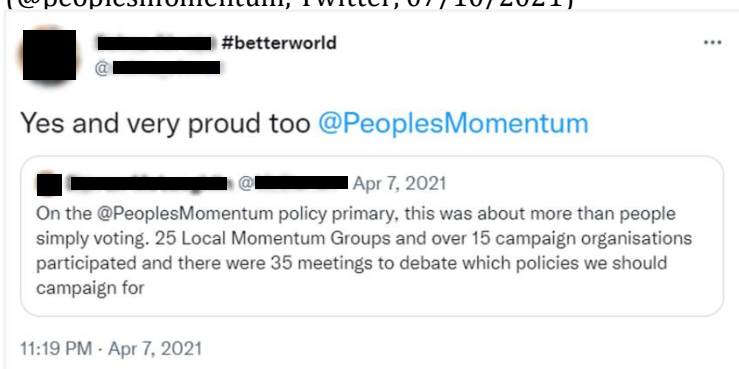 (@peoplesmomentum, Twitter, 07/10/2021)
#betterworld
@
Yes and very proud too @PeoplesMomentum
@ Apr 7, 2021
On the @PeoplesMomentum policy primary, this was about more than people
simply voting. 25 Local Momentum Groups and over 15 campaign organisations
participated and there were 35 meetings to debate which policies we should
campaign for
11:19 PM · Apr 7, 2021